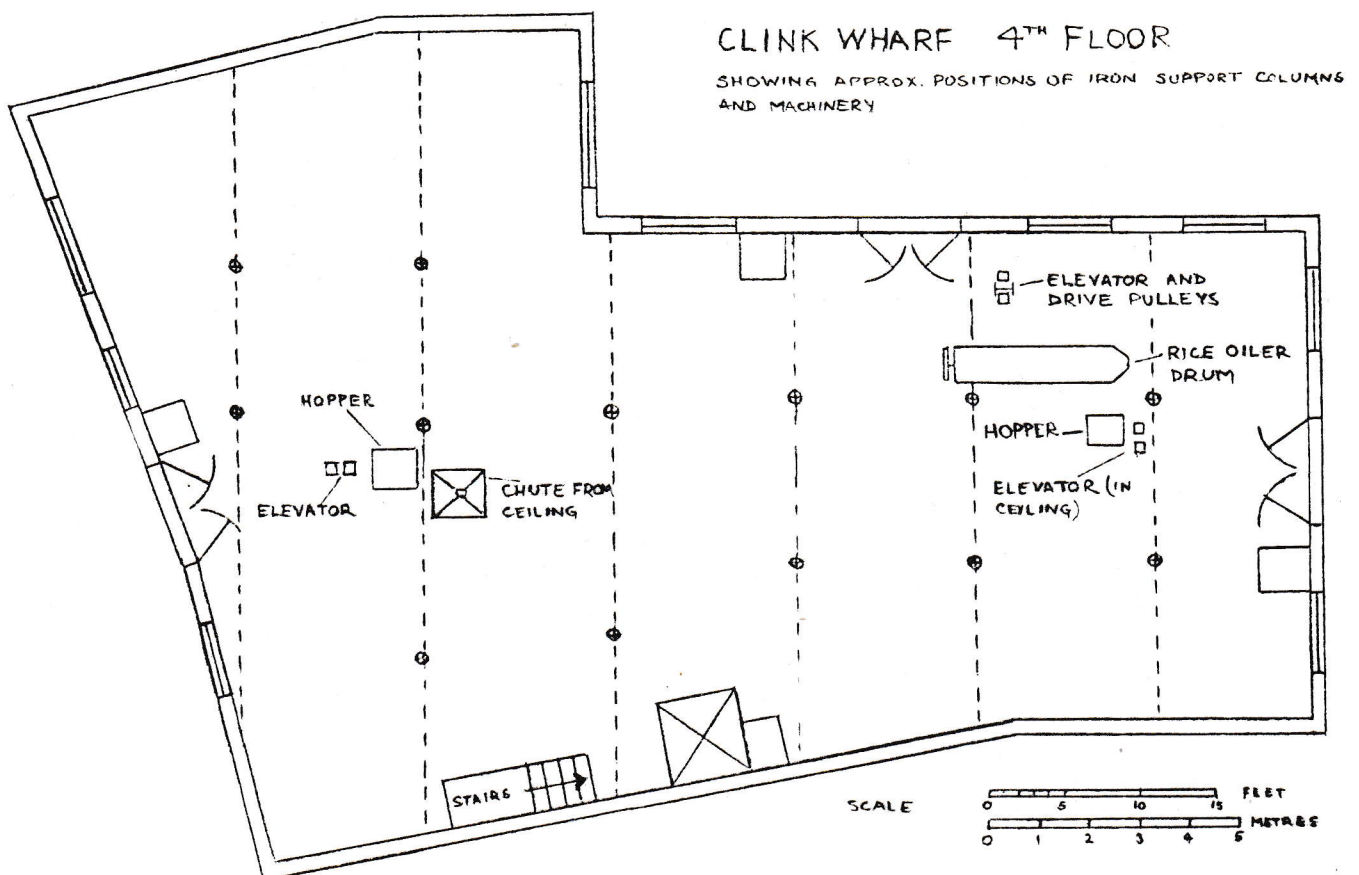 CLINK WHARF 4TH FLOOR
SHOWING APPROX. POSITIONS OF IRON SUPPORT COLUMNS
AND MACHINERY
ELEVATOR AND
DRIVE PULLEYS
RICE OILER
DRUM
HOPPER
HOPPER
ELEVATOR
CHUTE FROM
CEILING
ELEVATOR (IN
CEILING)
STAIRS
SCALE
0 5 10 15 FEET
0 1 2 3 4 5 METRES